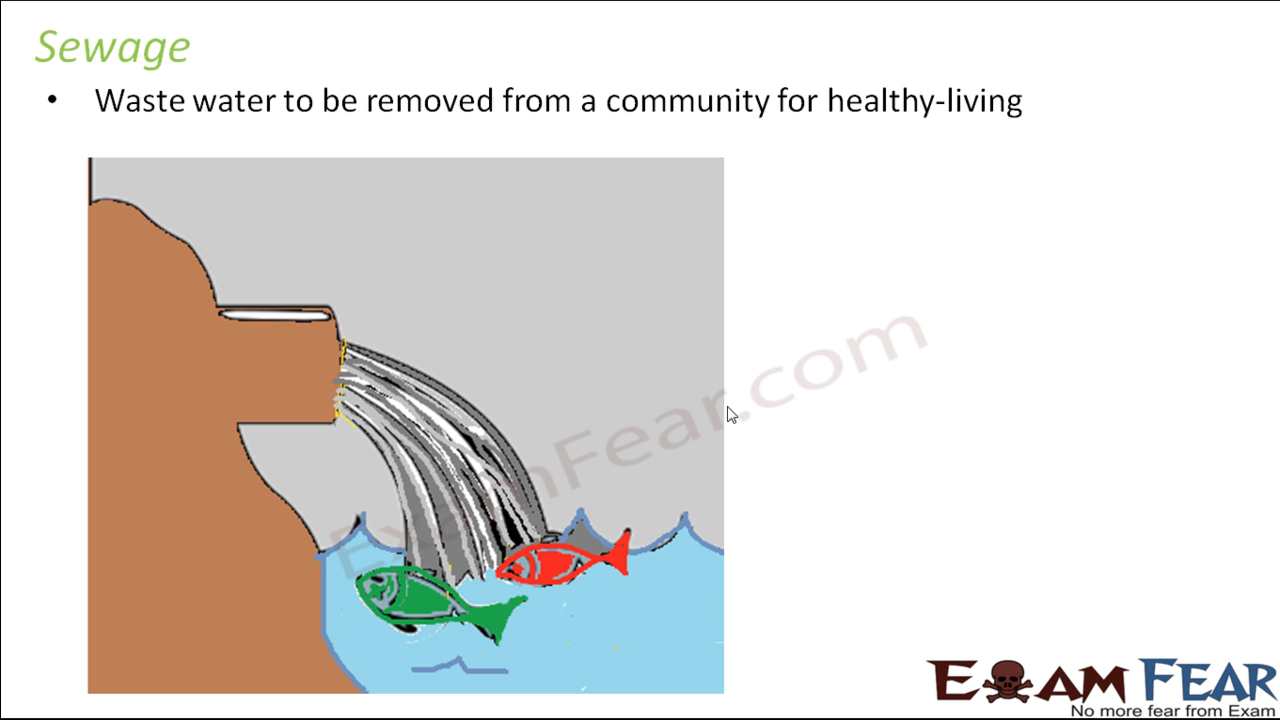 Sewage
• Waste water to be removed from a community for healthy-living
ExamFear.com
EXAM FEAR
No more fear from Exam